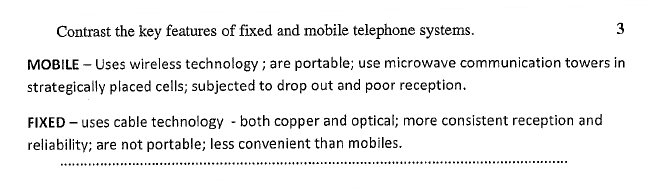 Contrast the key features of fixed and mobile telephone systems. 3
MOBILE – Uses wireless technology ; are portable; use microwave communication towers in
strategically placed cells; subjected to drop out and poor reception.
FIXED – uses cable technology - both copper and optical; more consistent reception and
reliability; are not portable; less convenient than mobiles.